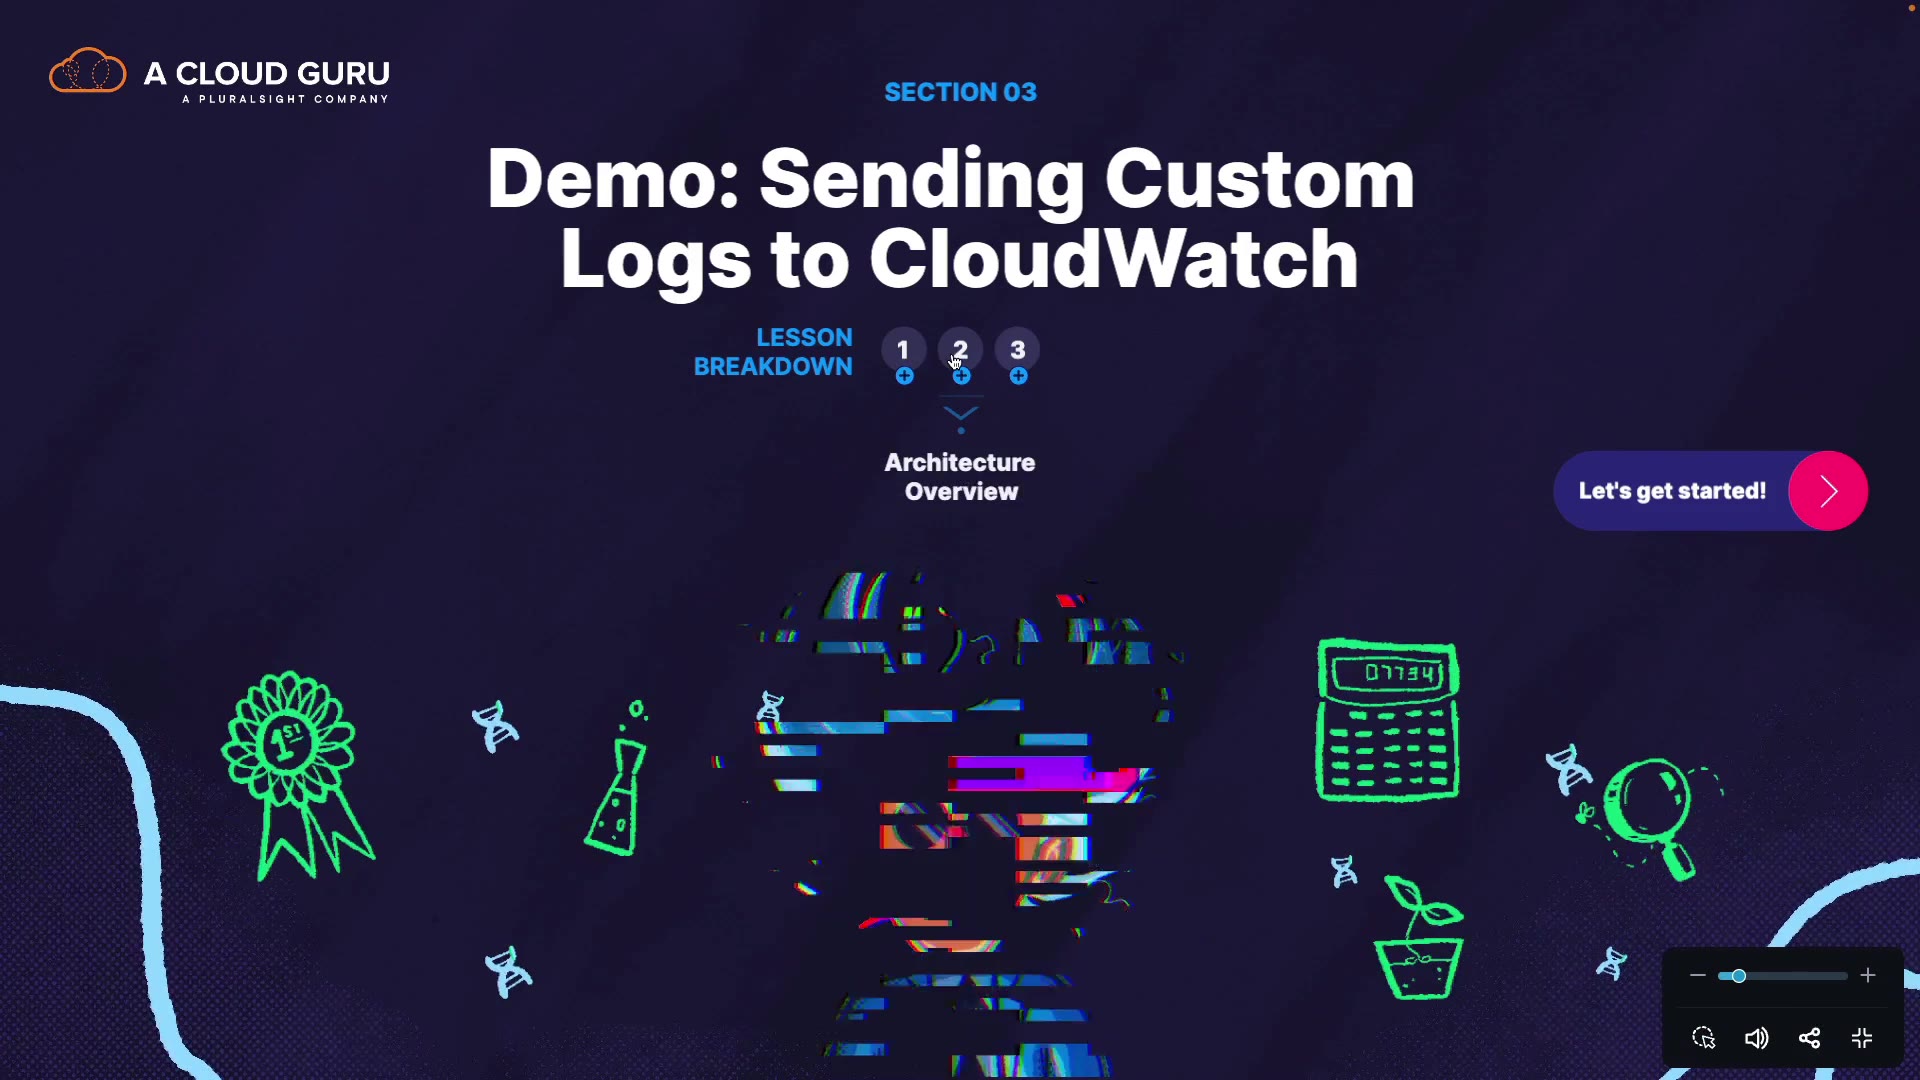 A CLOUD GURU
A PLURALSIGHT COMPANY
SECTION 03
Demo: Sending Custom
Logs to CloudWatch
LESSON
BREAKDOWN
1 2 3
Architecture
Overview
Let's get started!
1ST
07734